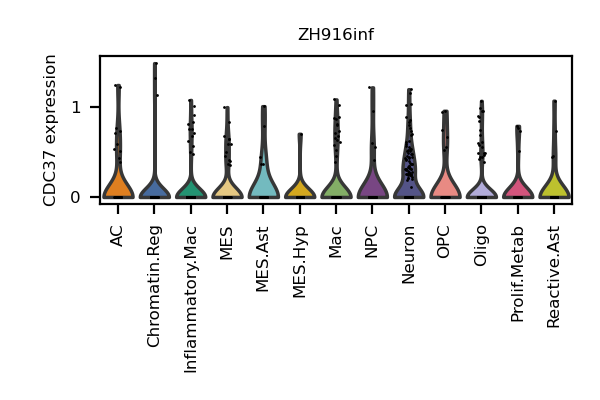 ZH916inf
CDC37 expression
1
0
AC
Chromatin.Reg
Inflammatory.Mac
MES
MES.Ast
MES.Hyp
Mac
NPC
Neuron
OPC
Oligo
Prolif.Metab
Reactive.Ast